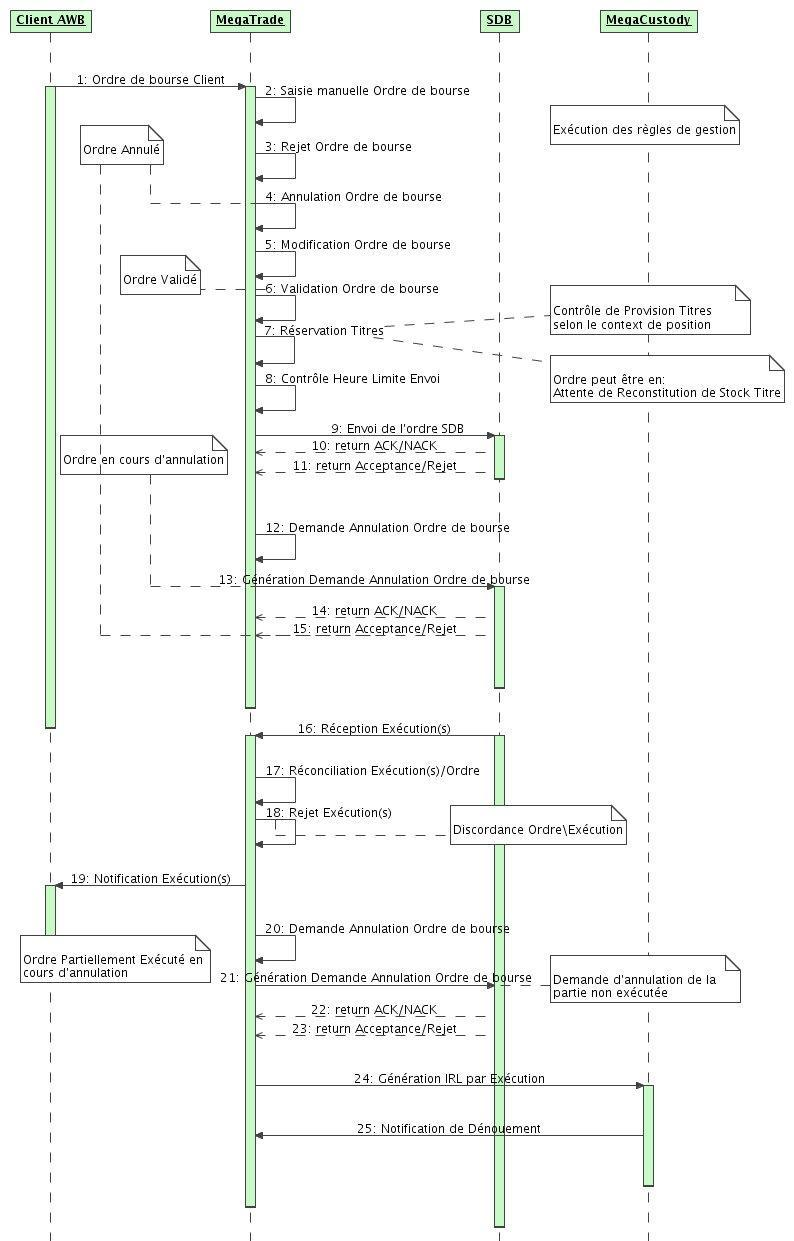 Client AWB
MegaTrade
SDB
MegaCustody
1: Ordre de bourse Client
2: Saisie manuelle Ordre de bourse
Exécution des règles de gestion
Ordre Annulé
3: Rejet Ordre de bourse
4: Annulation Ordre de bourse
5: Modification Ordre de bourse
Ordre Validé
6: Validation Ordre de bourse
Contrôle de Provision Titres
selon le context de position
7: Réservation Titres
Ordre peut être en:
Attente de Reconstitution de Stock Titre
8: Contrôle Heure Limite Envoi
9: Envoi de l'ordre SDB
10: return ACK/NACK
Ordre en cours d'annulation
11: return Acceptance/Rejet
12: Demande Annulation Ordre de bourse
13: Génération Demande Annulation Ordre de bourse
14: return ACK/NACK
15: return Acceptance/Rejet
16: Réception Exécution(s)
17: Réconciliation Exécution(s)/Ordre
18: Rejet Exécution(s)
Discordance Ordre\Exécution
19: Notification Exécution(s)
20: Demande Annulation Ordre de bourse
Ordre Partiellement Exécuté en
cours d'annulation
21: Génération Demande Annulation Ordre de bourse
Demande d'annulation de la
partie non exécutée
22: return ACK/NACK
23: return Acceptance/Rejet
24: Génération IRL par Exécution
25: Notification de Dénouement